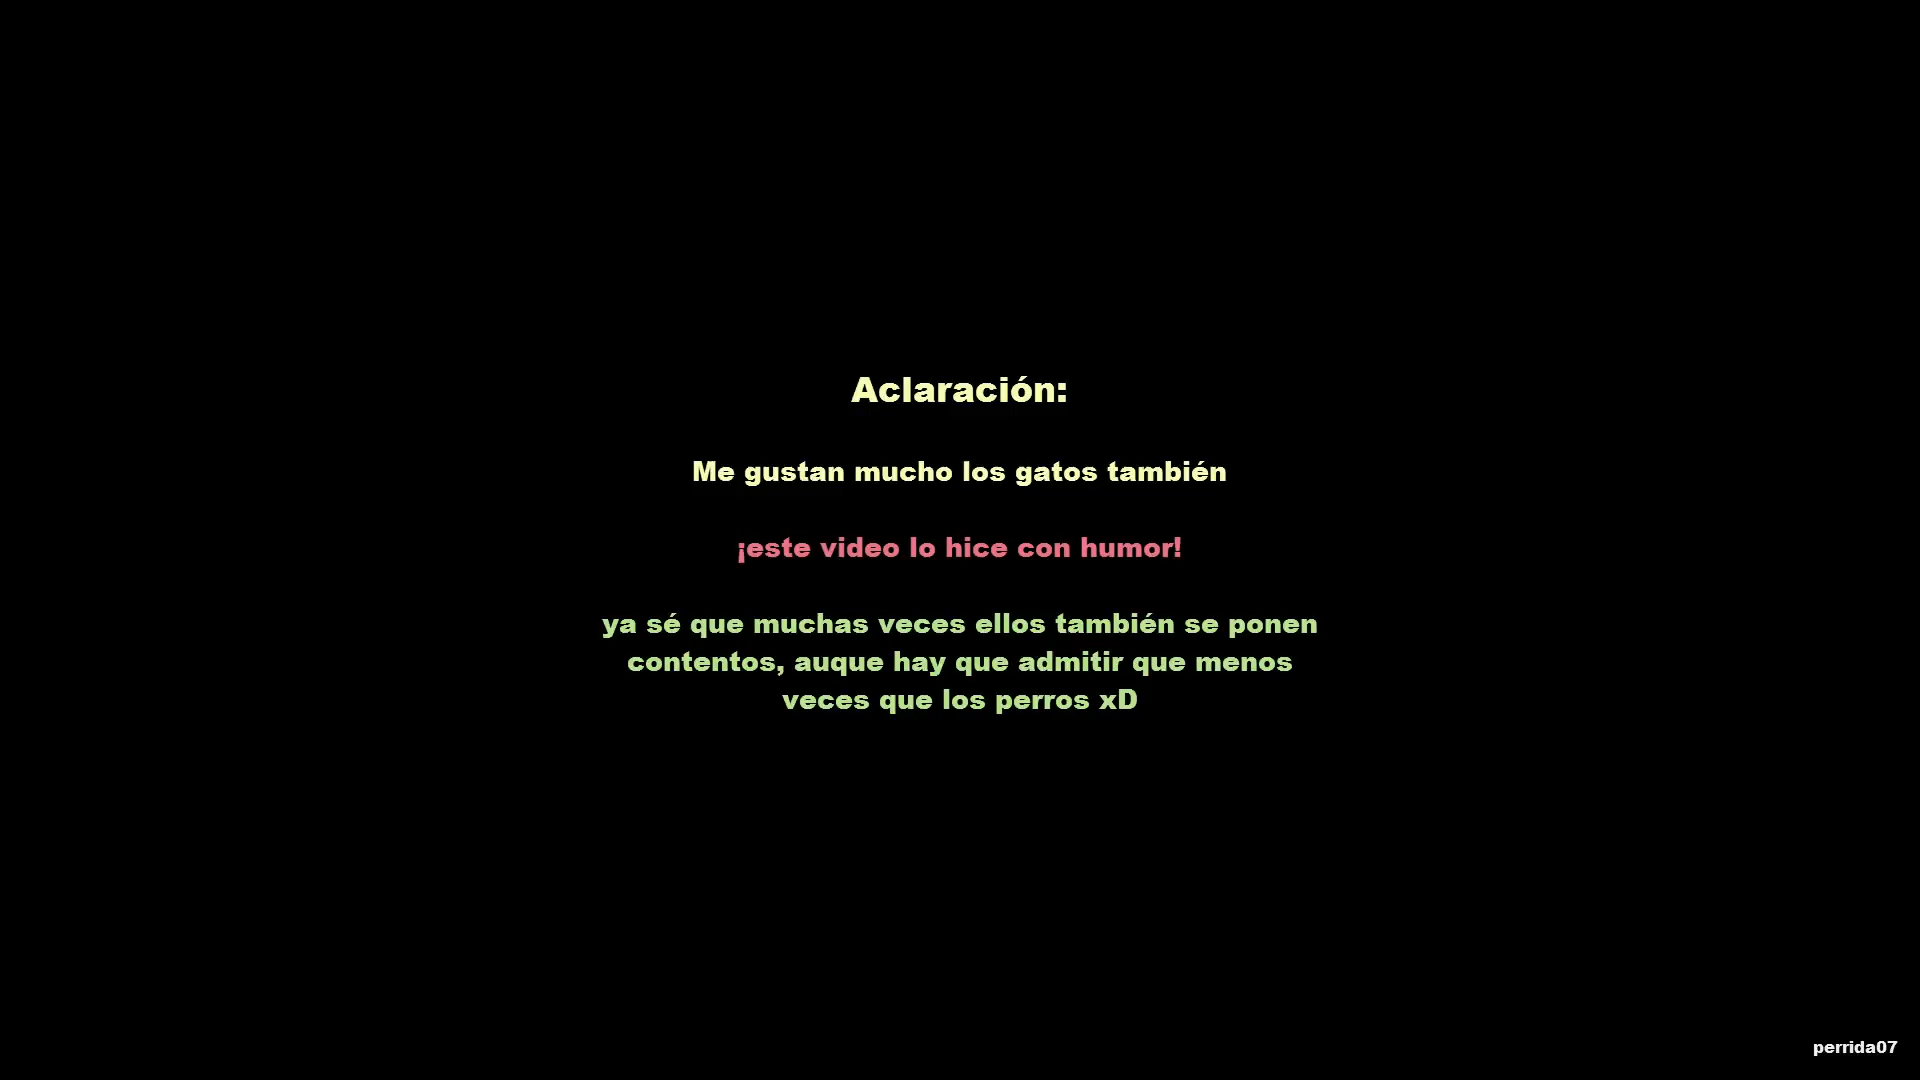 Aclaración:
Me gustan mucho los gatos también
¡este video lo hice con humor!
ya sé que muchas veces ellos también se ponen
contentos, auque hay que admitir que menos
veces que los perros xD
perrida07